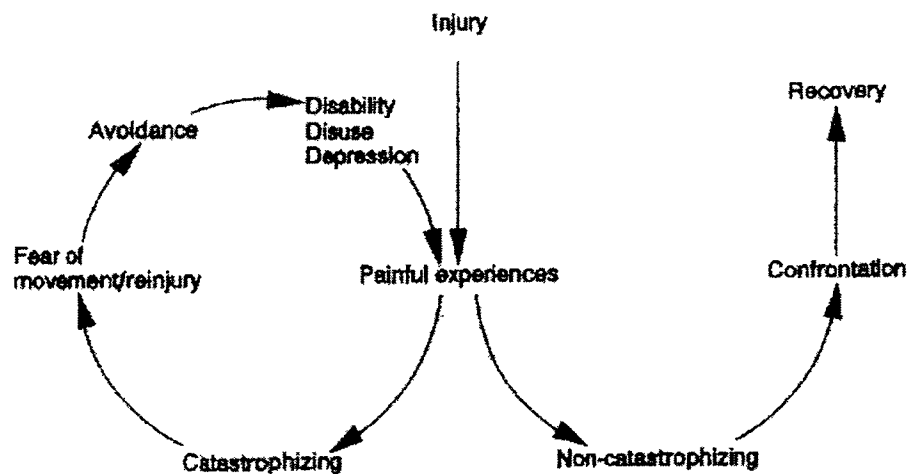 Injury
Recovery
Avoidance
Disability
Disuse
Depression
Fear of
movement/reinjury
Painful experiences
Confrontation
Catastrophizing
Non-catastrophizing